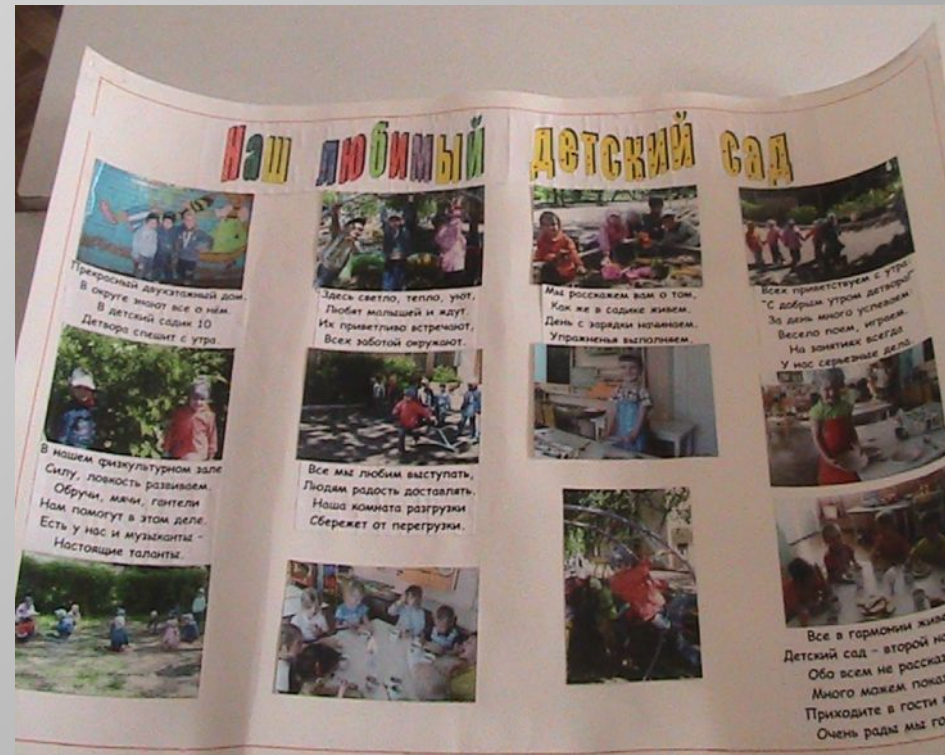 Наш любимый детский сад
Прекрасный двухэтажный дом.
В округе знают все о нём.
В детский садик 10
Детвора спешит с утра.
Здесь светло, тепло, уют,
Любят малышей и ждут.
Их приветливо встречают,
Всех заботой окружают.
Мы расскажем вам о том,
Как же в садике живем.
День с зарядки начинаем.
Упражненья выполняем.
Всех приветствуем с утра-
"С добрым утром детвора!"
За день много успеваем-
Весело поем, играем.
На занятиях всегда
У нас серьезные дела.
В нашем физкультурном зале
Силу, ловкость развиваем.
Обручи, мячи, гантели
Нам помогут в этом деле.
Есть у нас и музыканты -
Настоящие таланты.
Все мы любим выступать,
Людям радость доставлять.
Наша комната разгрузки
Сбережет от перегрузки.
Все в гармонии
Детский сад - второй
Обо всем не
Много можем
Приходите в гости
Очень рады мы